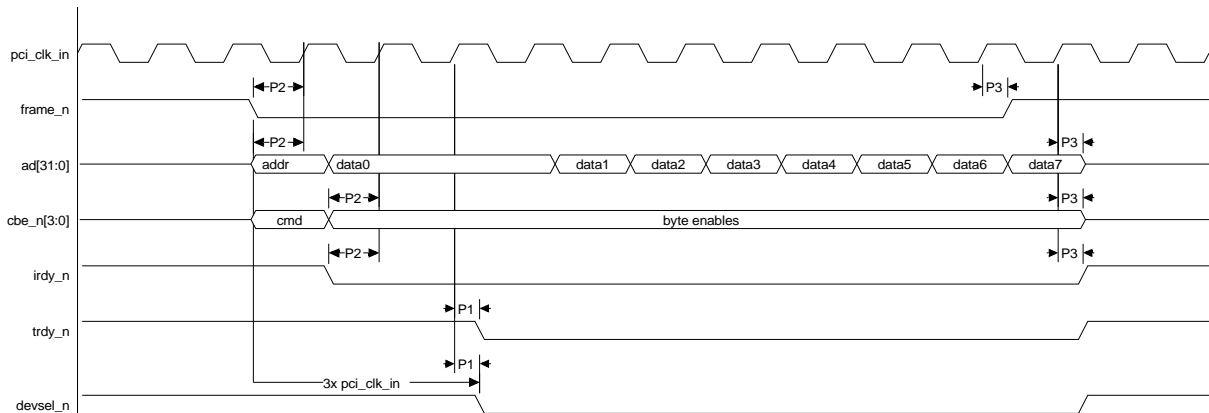 pci_clk_in
P2
P3
frame_n
P2
P3
ad[31:0]
addr
data0
data1
data2
data3
data4
data5
data6
data7
P2
P3
cbe_n[3:0]
cmd
byte enables
P2
P3
irdy_n
P1
trdy_n
P1
3x pci_clk_in
devsel_n